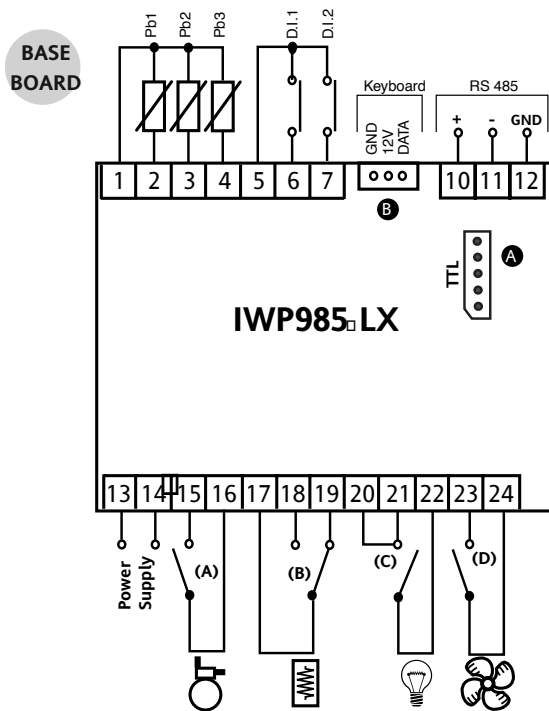 BASE
BOARD
Pb1
Pb2
Pb3
D.I.1
D.I.2
Keyboard
RS 485
GND
12V
DATA
+ - GND
1 2 3 4 5 6 7 10 11 12
B
A
TTL
IWP985▫LX
13 14 15 16 17 18 19 20 21 22 23 24
Power
Supply
(A) (B) (C) (D)